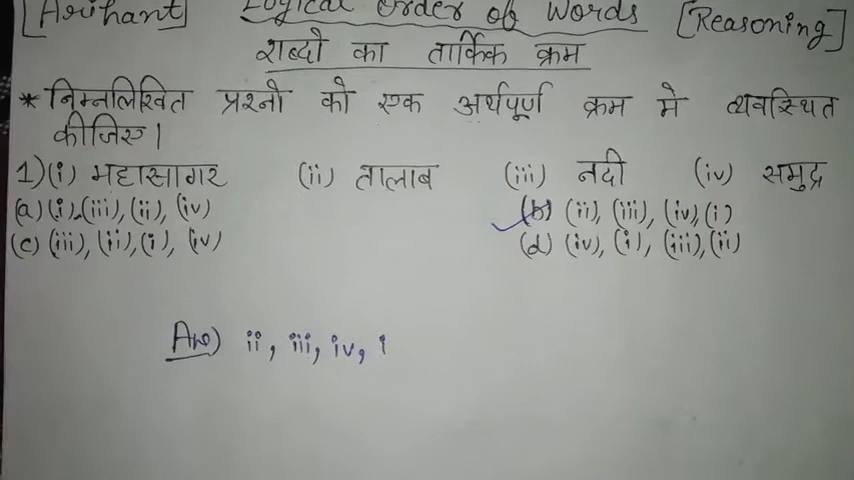 [Arihant] Logical Order of Words [Reasoning]
शब्दो का तार्किक क्रम
* निम्नलिखित प्रश्नो को एक अर्थपूर्ण क्रम मे व्यवस्थित
कीजिए।
1)(i) महासागर (ii) तालाब (iii) नदी (iv) समुद्र
(a) (i), (iii), (ii), (iv) (b) (ii), (iii), (iv), (i)
(c) (iii), (ii), (i), (iv) (d) (iv), (i), (iii), (ii)
Ans) ii, iii, iv, i